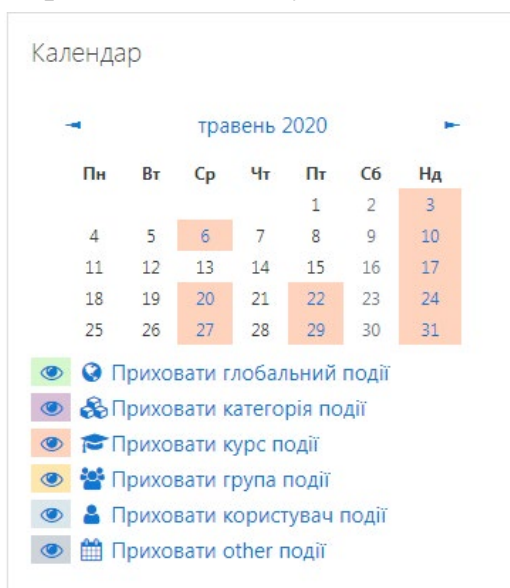 Календар
травень 2020
Пн Вт Ср Чт Пт Сб Нд
1 2 3
4 5 6 7 8 9 10
11 12 13 14 15 16 17
18 19 20 21 22 23 24
25 26 27 28 29 30 31
Приховати глобальний події
Приховати категорія події
Приховати курс події
Приховати група події
Приховати користувач події
Приховати other події